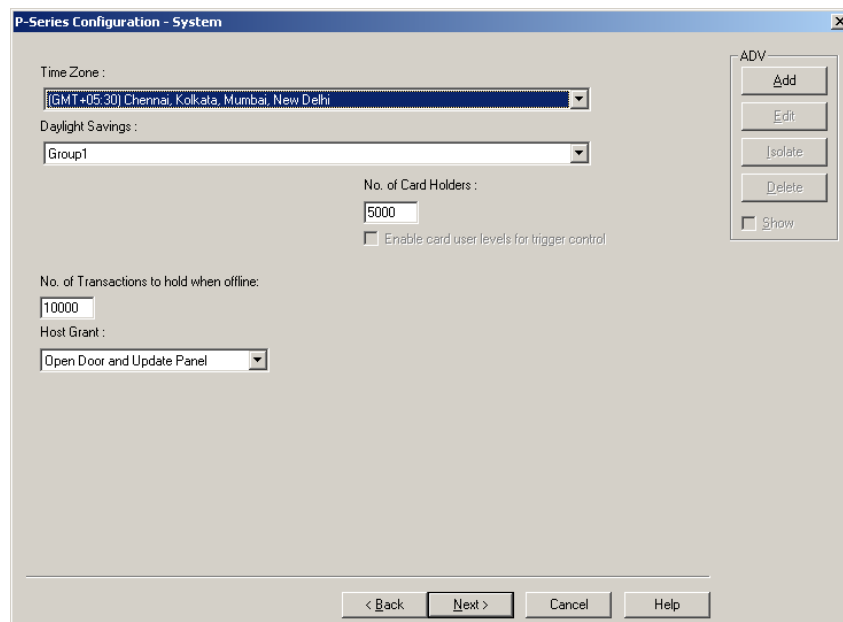 P-Series Configuration - System
Time Zone :
(GMT+05:30) Chennai, Kolkata, Mumbai, New Delhi
Daylight Savings :
Group1
No. of Card Holders :
5000
Enable card user levels for trigger control
No. of Transactions to hold when offline:
10000
Host Grant :
Open Door and Update Panel
ADV
Add
Edit
Isolate
Delete
Show
< Back
Next >
Cancel
Help